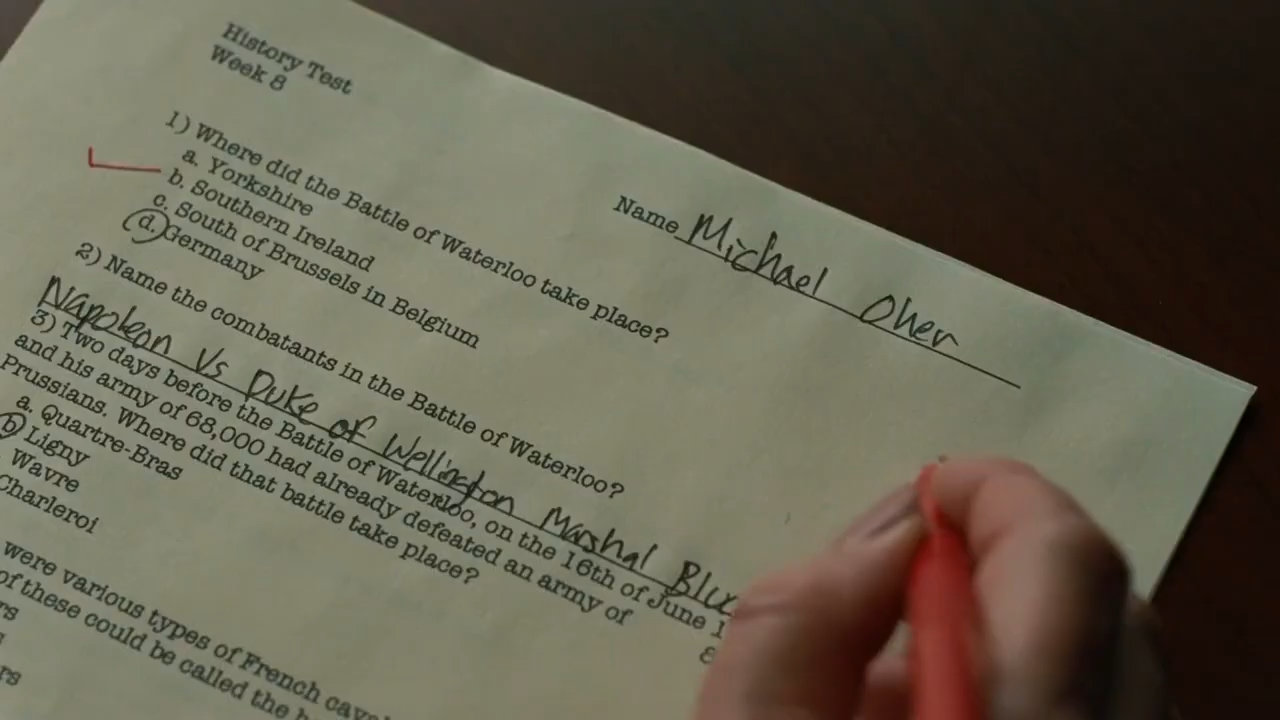 History Test
Week 8
Name Michael Oher
1) Where did the Battle of Waterloo take place?
a. Yorkshire
b. Southern Ireland
c. South of Brussels in Belgium
d. Germany
2) Name the combatants in the Battle of Waterloo?
Napoleon Vs Duke of Wellington Marshal
3) Two days before the Battle of Waterloo, on the 16th of June
and his army of 68,000 had already defeated an army of
Prussians. Where did that battle take place?
a. Quartre-Bras
b Ligny
Wavre
Charleroi
were various types of French
of these could be called the